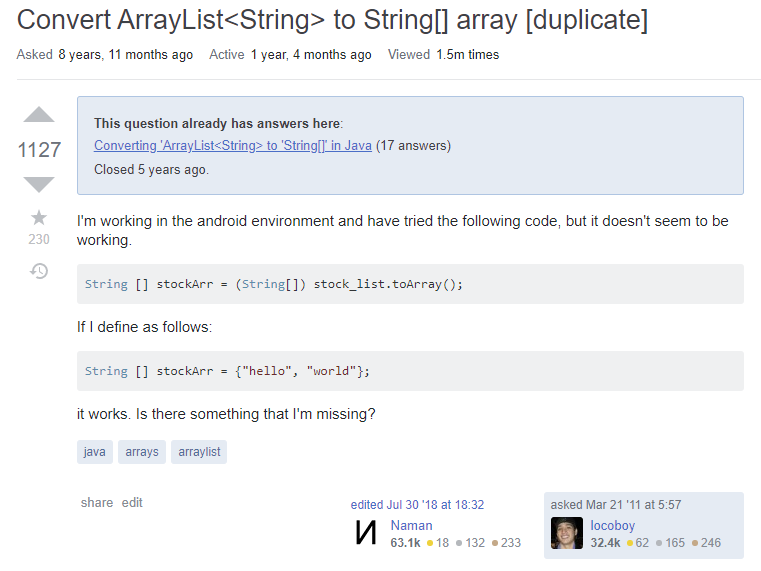 Convert ArrayList<String> to String[] array [duplicate]
Asked 8 years, 11 months ago Active 1 year, 4 months ago Viewed 1.5m times
This question already has answers here:
1127
Converting 'ArrayList<String> to 'String[]' in Java (17 answers)
Closed 5 years ago.
230
I'm working in the android environment and have tried the following code, but it doesn't seem to be
working.
String [] stockArr = (String[]) stock_list.toArray();
If I define as follows:
String [] stockArr = {"hello", "world"};
it works. Is there something that I'm missing?
java arrays arraylist
share edit
edited Jul 30 '18 at 18:32
Naman
63.1k 18 132 233
asked Mar 21 '11 at 5:57
locoboy
32.4k 62 165 246